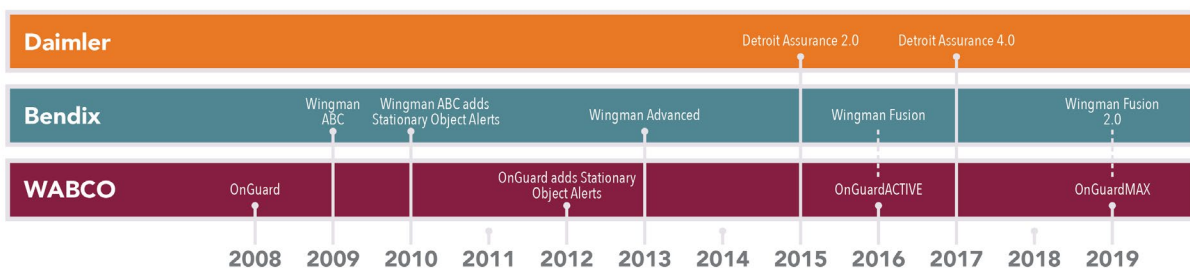 Daimler
Detroit Assurance 2.0
Detroit Assurance 4.0
Bendix
Wingman
ABC
Wingman ABC adds
Stationary Object Alerts
Wingman Advanced
Wingman Fusion
Wingman Fusion
2.0
WABCO
OnGuard
OnGuard adds Stationary
Object Alerts
OnGuardACTIVE
OnGuardMAX
2008 2009 2010 2011 2012 2013 2014 2015 2016 2017 2018 2019